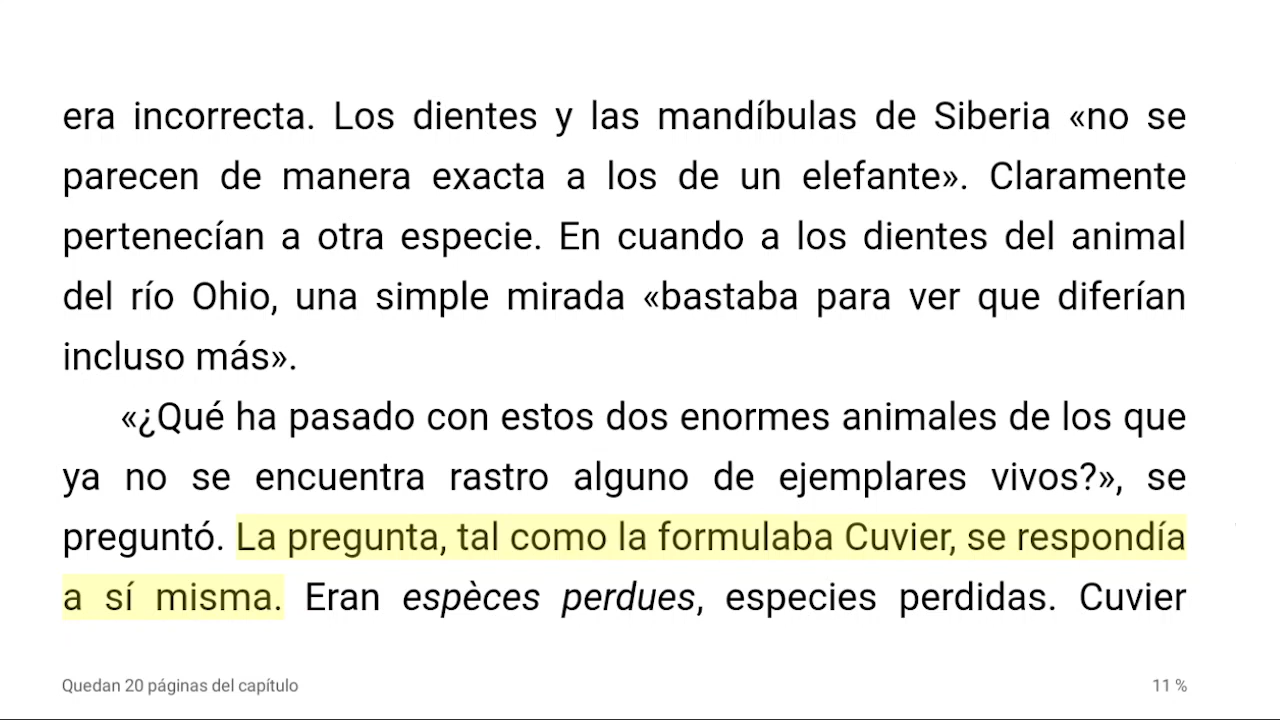 era incorrecta. Los dientes y las mandíbulas de Siberia «no se
parecen de manera exacta a los de un elefante». Claramente
pertenecían a otra especie. En cuando a los dientes del animal
del río Ohio, una simple mirada «bastaba para ver que diferían
incluso más».
«¿Qué ha pasado con estos dos enormes animales de los que
ya no se encuentra rastro alguno de ejemplares vivos?», se
preguntó. La pregunta, tal como la formulaba Cuvier, se respondía
a sí misma. Eran espèces perdues, especies perdidas. Cuvier
Quedan 20 páginas del capítulo
11 %